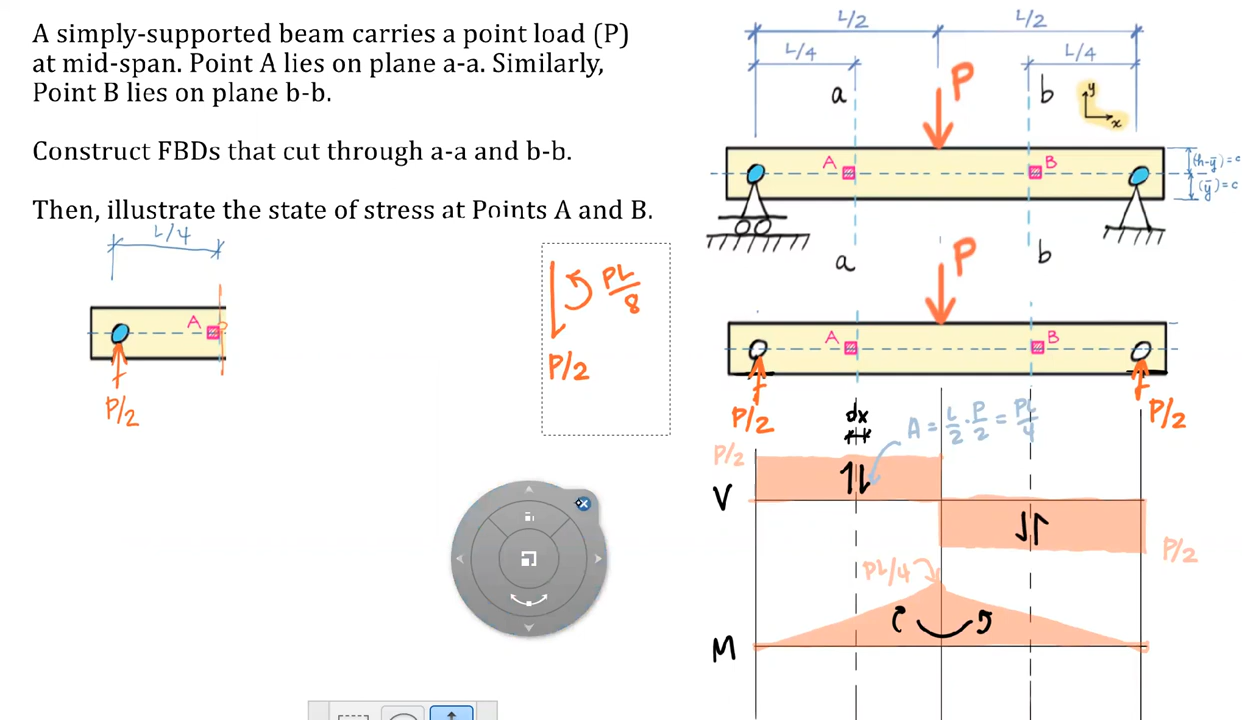 A simply-supported beam carries a point load (P)
at mid-span. Point A lies on plane a-a. Similarly,
Point B lies on plane b-b.
Construct FBDs that cut through a-a and b-b.
Then, illustrate the state of stress at Points A and B.
L/4
A
P/2
PL/8
P/2
L/2 L/2
L/4 L/4
a P b
y
x
A B
(h-ȳ)=c
(ȳ)=c
a P b
A B
P/2 P/2
dx
A = L/2 · P/2 = PL/4
P/2
V
P/2
PL/4
M